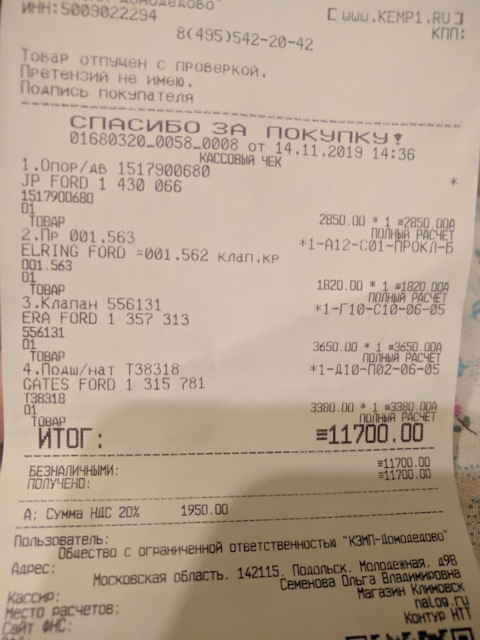 ДОМОДЕДОВО"
ИНН:5009022294
[ www.KEMP1.RU ]
КПП:
8(495)542-20-42
Товар отпущен с проверкой.
Претензий не имею.
Подпись покупателя
СПАСИБО ЗА ПОКУПКУ!
01680320_0058_0008 от 14.11.2019 14:36
КАССОВЫЙ ЧЕК
1.Опор/дв 1517900680
JP FORD 1 430 066 *
1517900680
01 2850.00 * 1 =2850.00А
ТОВАР ПОЛНЫЙ РАСЧЕТ
2.Пр 001.563 *1-А12-С01-ПРОКЛ-Б
ELRING FORD =001.562 клап.кр
001.563
01 1820.00 * 1 =1820.00А
ТОВАР ПОЛНЫЙ РАСЧЕТ
3.Клапан 556131 *1-Г10-С10-06-05
ERA FORD 1 357 313
556131
01 3650.00 * 1 =3650.00А
ТОВАР ПОЛНЫЙ РАСЧЕТ
4.Подш/нат T38318 *1-Д10-П02-06-05
GATES FORD 1 315 781
T38318
01 3380.00 * 1 =3380.00А
ТОВАР ПОЛНЫЙ РАСЧЕТ
ИТОГ: =11700.00
БЕЗНАЛИЧНЫМИ: =11700.00
ПОЛУЧЕНО: =11700.00
А: Сумма НДС 20% 1950.00
Пользователь:
Общество с ограниченной ответственностью "КЭМП-Домодедово"
Адрес:
Московская область, 142115, Подольск, Молодежная, д9В
Кассир: Семенова Ольга Владимировна
Место расчетов: Магазин Климовск
Сайт ФНС: nalog.ru
Контур НТТ